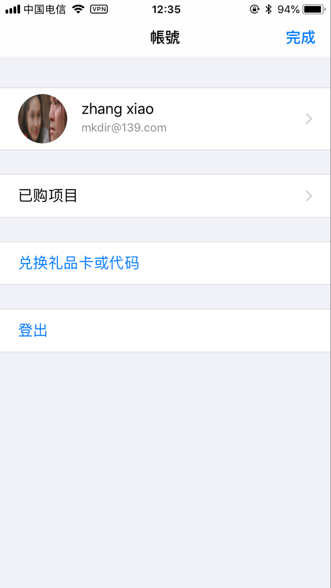 中国电信 VPN 12:35 94%
帳號 完成
zhang xiao
mkdir@139.com
已购项目
兑换礼品卡或代码
登出